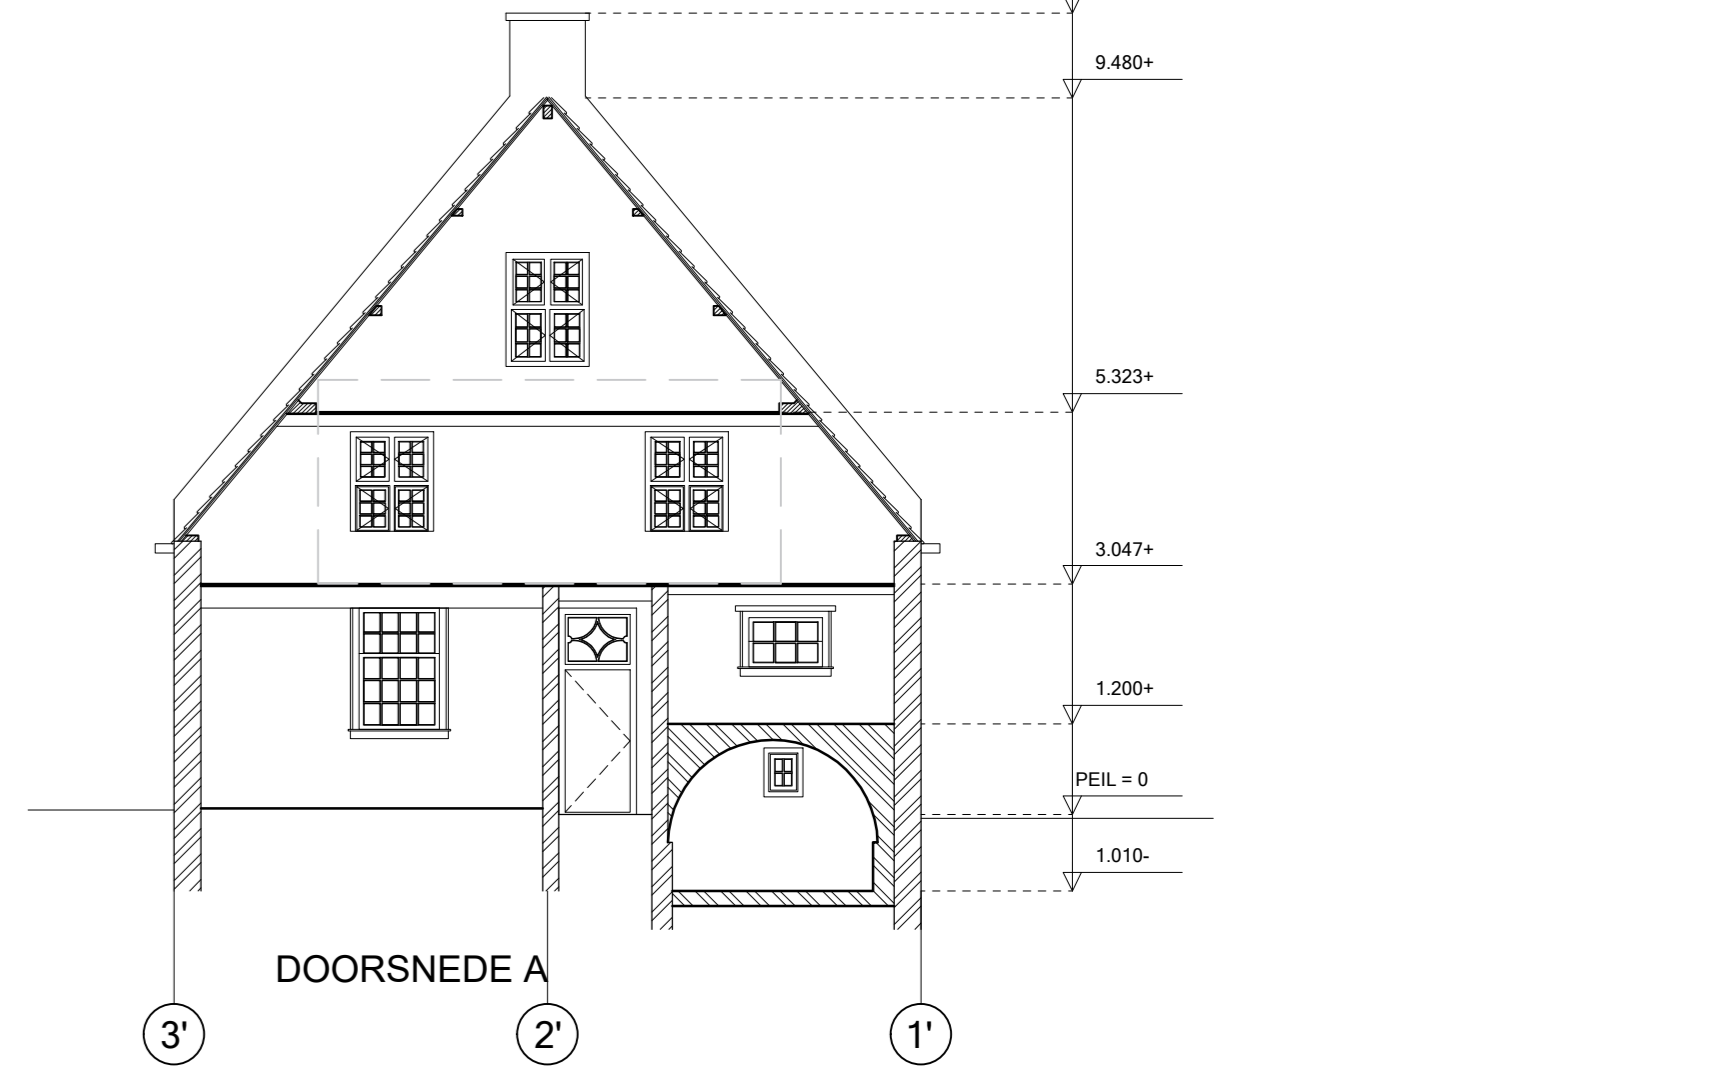 9.480+
5.323+
3.047+
1.200+
PEIL = 0
1.010-
DOORSNEDE A
3' 2' 1'